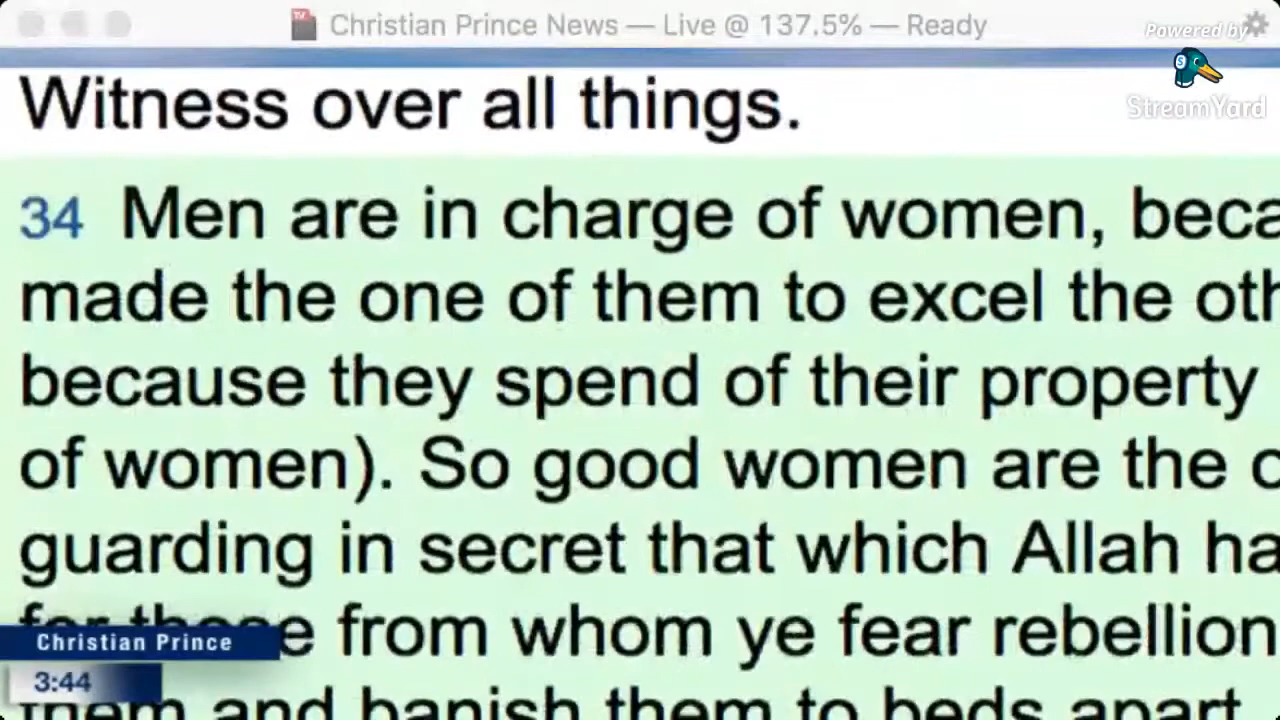 Christian Prince News — Live @ 137.5% — Ready
Powered by
StreamYard
Witness over all things.
34 Men are in charge of women, beca
made the one of them to excel the oth
because they spend of their property
of women). So good women are the
guarding in secret that which Allah ha
for those from whom ye fear rebellion
them and banish them to beds apart
Christian Prince
3:44